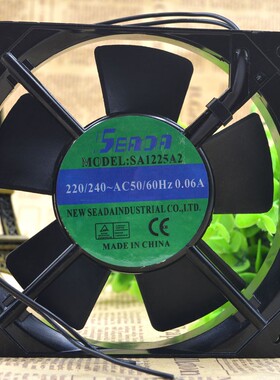 SEADA
MODEL:SA1225A2
220/240~AC50/60Hz 0.06A
NEW SEADAINDUSTRIAL CO.,LTD.
CE
MADE IN CHINA